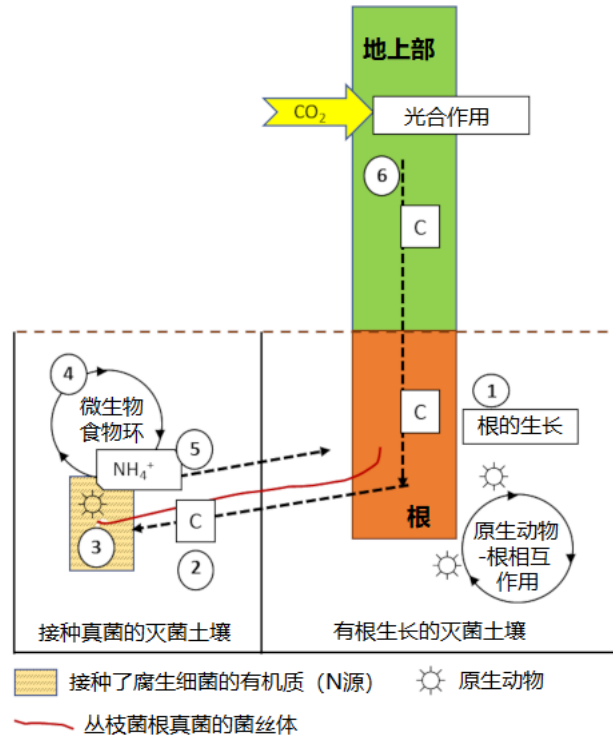 地上部
CO₂
光合作用
6
C
4
微生物
食物环
5
NH₄⁺
C
3
2
C
1
根的生长
根
原生动物
-根相互
作用
接种真菌的灭菌土壤
有根生长的灭菌土壤
接种了腐生细菌的有机质（N源）
原生动物
丛枝菌根真菌的菌丝体